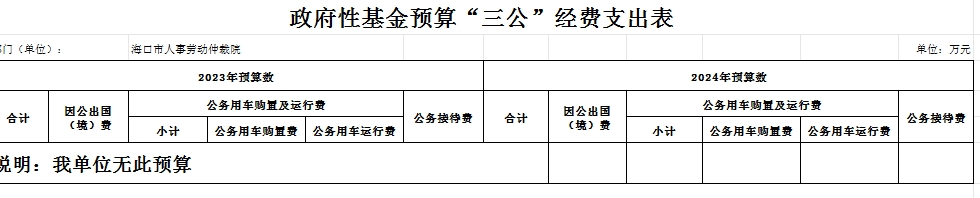 政府性基金预算“三公”经费支出表
部门（单位）： 海口市人事劳动仲裁院 单位：万元
2023年预算数 2024年预算数
合计 因公出国（境）费 公务用车购置及运行费 公务接待费 合计 因公出国（境）费 公务用车购置及运行费 公务接待费
小计 公务用车购置费 公务用车运行费 小计 公务用车购置费 公务用车运行费
说明：我单位无此预算